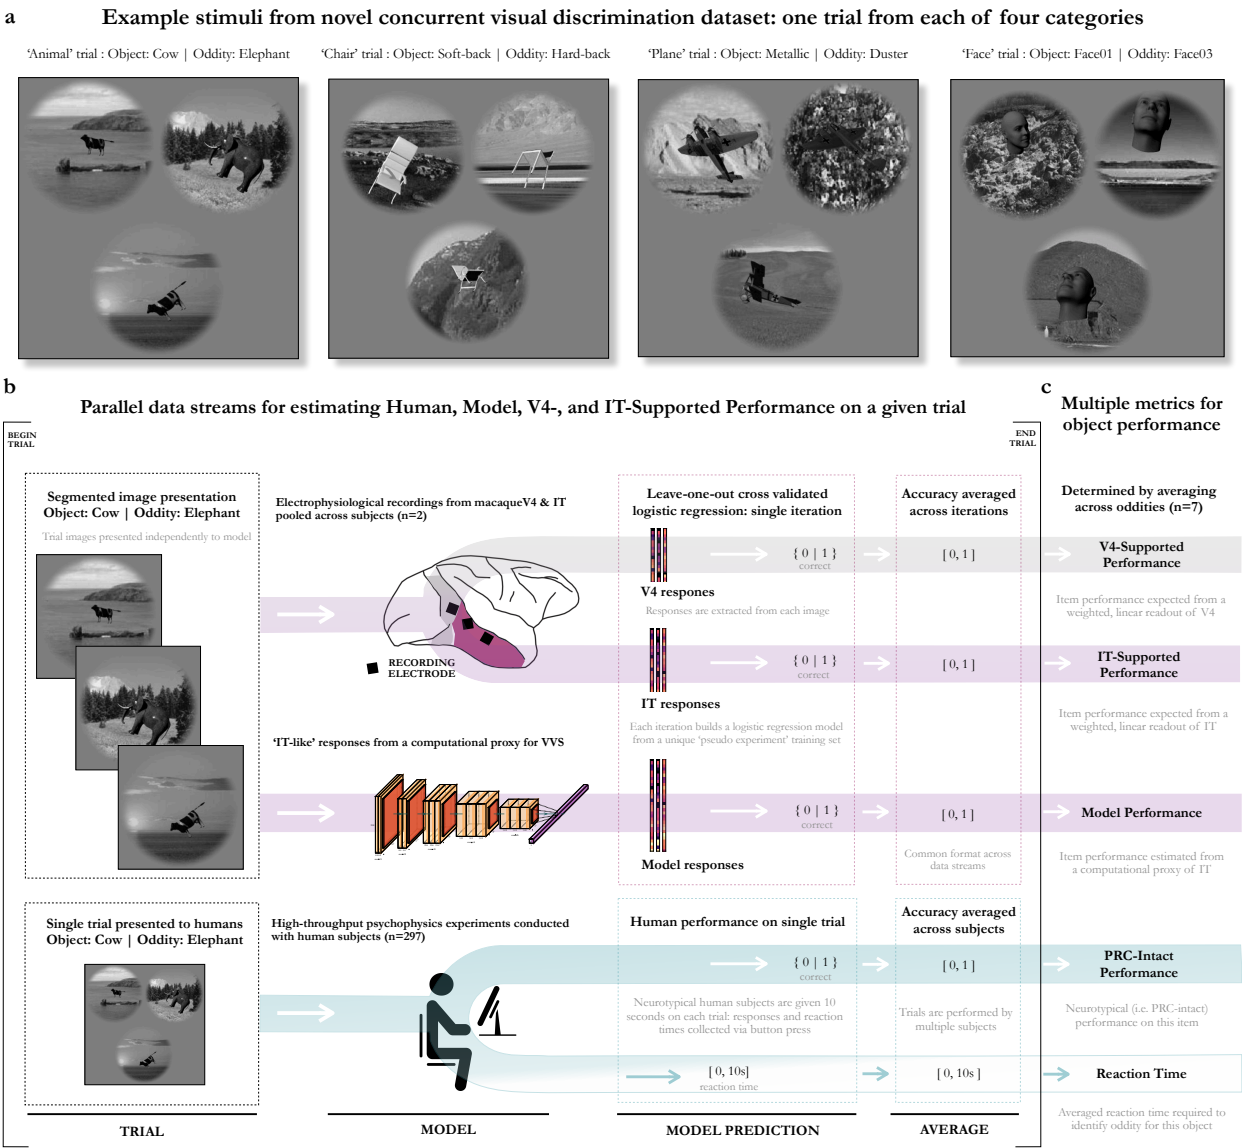 a
Example stimuli from novel concurrent visual discrimination dataset: one trial from each of four categories
‘Animal’ trial : Object: Cow | Oddity: Elephant
‘Chair’ trial : Object: Soft-back | Oddity: Hard-back
‘Plane’ trial : Object: Metallic | Oddity: Duster
‘Face’ trial : Object: Face01 | Oddity: Face03
b
Parallel data streams for estimating Human, Model, V4-, and IT-Supported Performance on a given trial
c
Multiple metrics for
object performance
BEGIN
TRIAL
END
TRIAL
Segmented image presentation
Object: Cow | Oddity: Elephant
Trial images presented independently to model
Electrophysiological recordings from macaqueV4 & IT
pooled across subjects (n=2)
RECORDING
ELECTRODE
‘IT-like’ responses from a computational proxy for VVS
Leave-one-out cross validated
logistic regression: single iteration
{ 0 | 1 }
correct
V4 respones
Responses are extracted from each image
{ 0 | 1 }
correct
IT responses
Each iteration builds a logistic regression model
from a unique ‘pseudo experiment’ training set
{ 0 | 1 }
correct
Model responses
Accuracy averaged
across iterations
[ 0, 1 ]
[ 0, 1 ]
[ 0, 1 ]
Common format across
data streams
Determined by averaging
across oddities (n=7)
V4-Supported
Performance
Item performance expected from a
weighted, linear readout of V4
IT-Supported
Performance
Item performance expected from a
weighted, linear readout of IT
Model Performance
Item performance estimated from
a computational proxy of IT
Single trial presented to humans
Object: Cow | Oddity: Elephant
High-throughput psychophysics experiments conducted
with human subjects (n=297)
Human performance on single trial
{ 0 | 1 }
correct
Neurotypical human subjects are given 10
seconds on each trial: responses and reaction
times collected via button press
[ 0, 10s]
reaction time
Accuracy averaged
across subjects
[ 0, 1 ]
Trials are performed by
multiple subjects
[ 0, 10s ]
PRC-Intact
Performance
Neurotypical (i.e. PRC-intact)
performance on this item
Reaction Time
Averaged reaction time required to
identify oddity for this object
TRIAL
MODEL
MODEL PREDICTION
AVERAGE